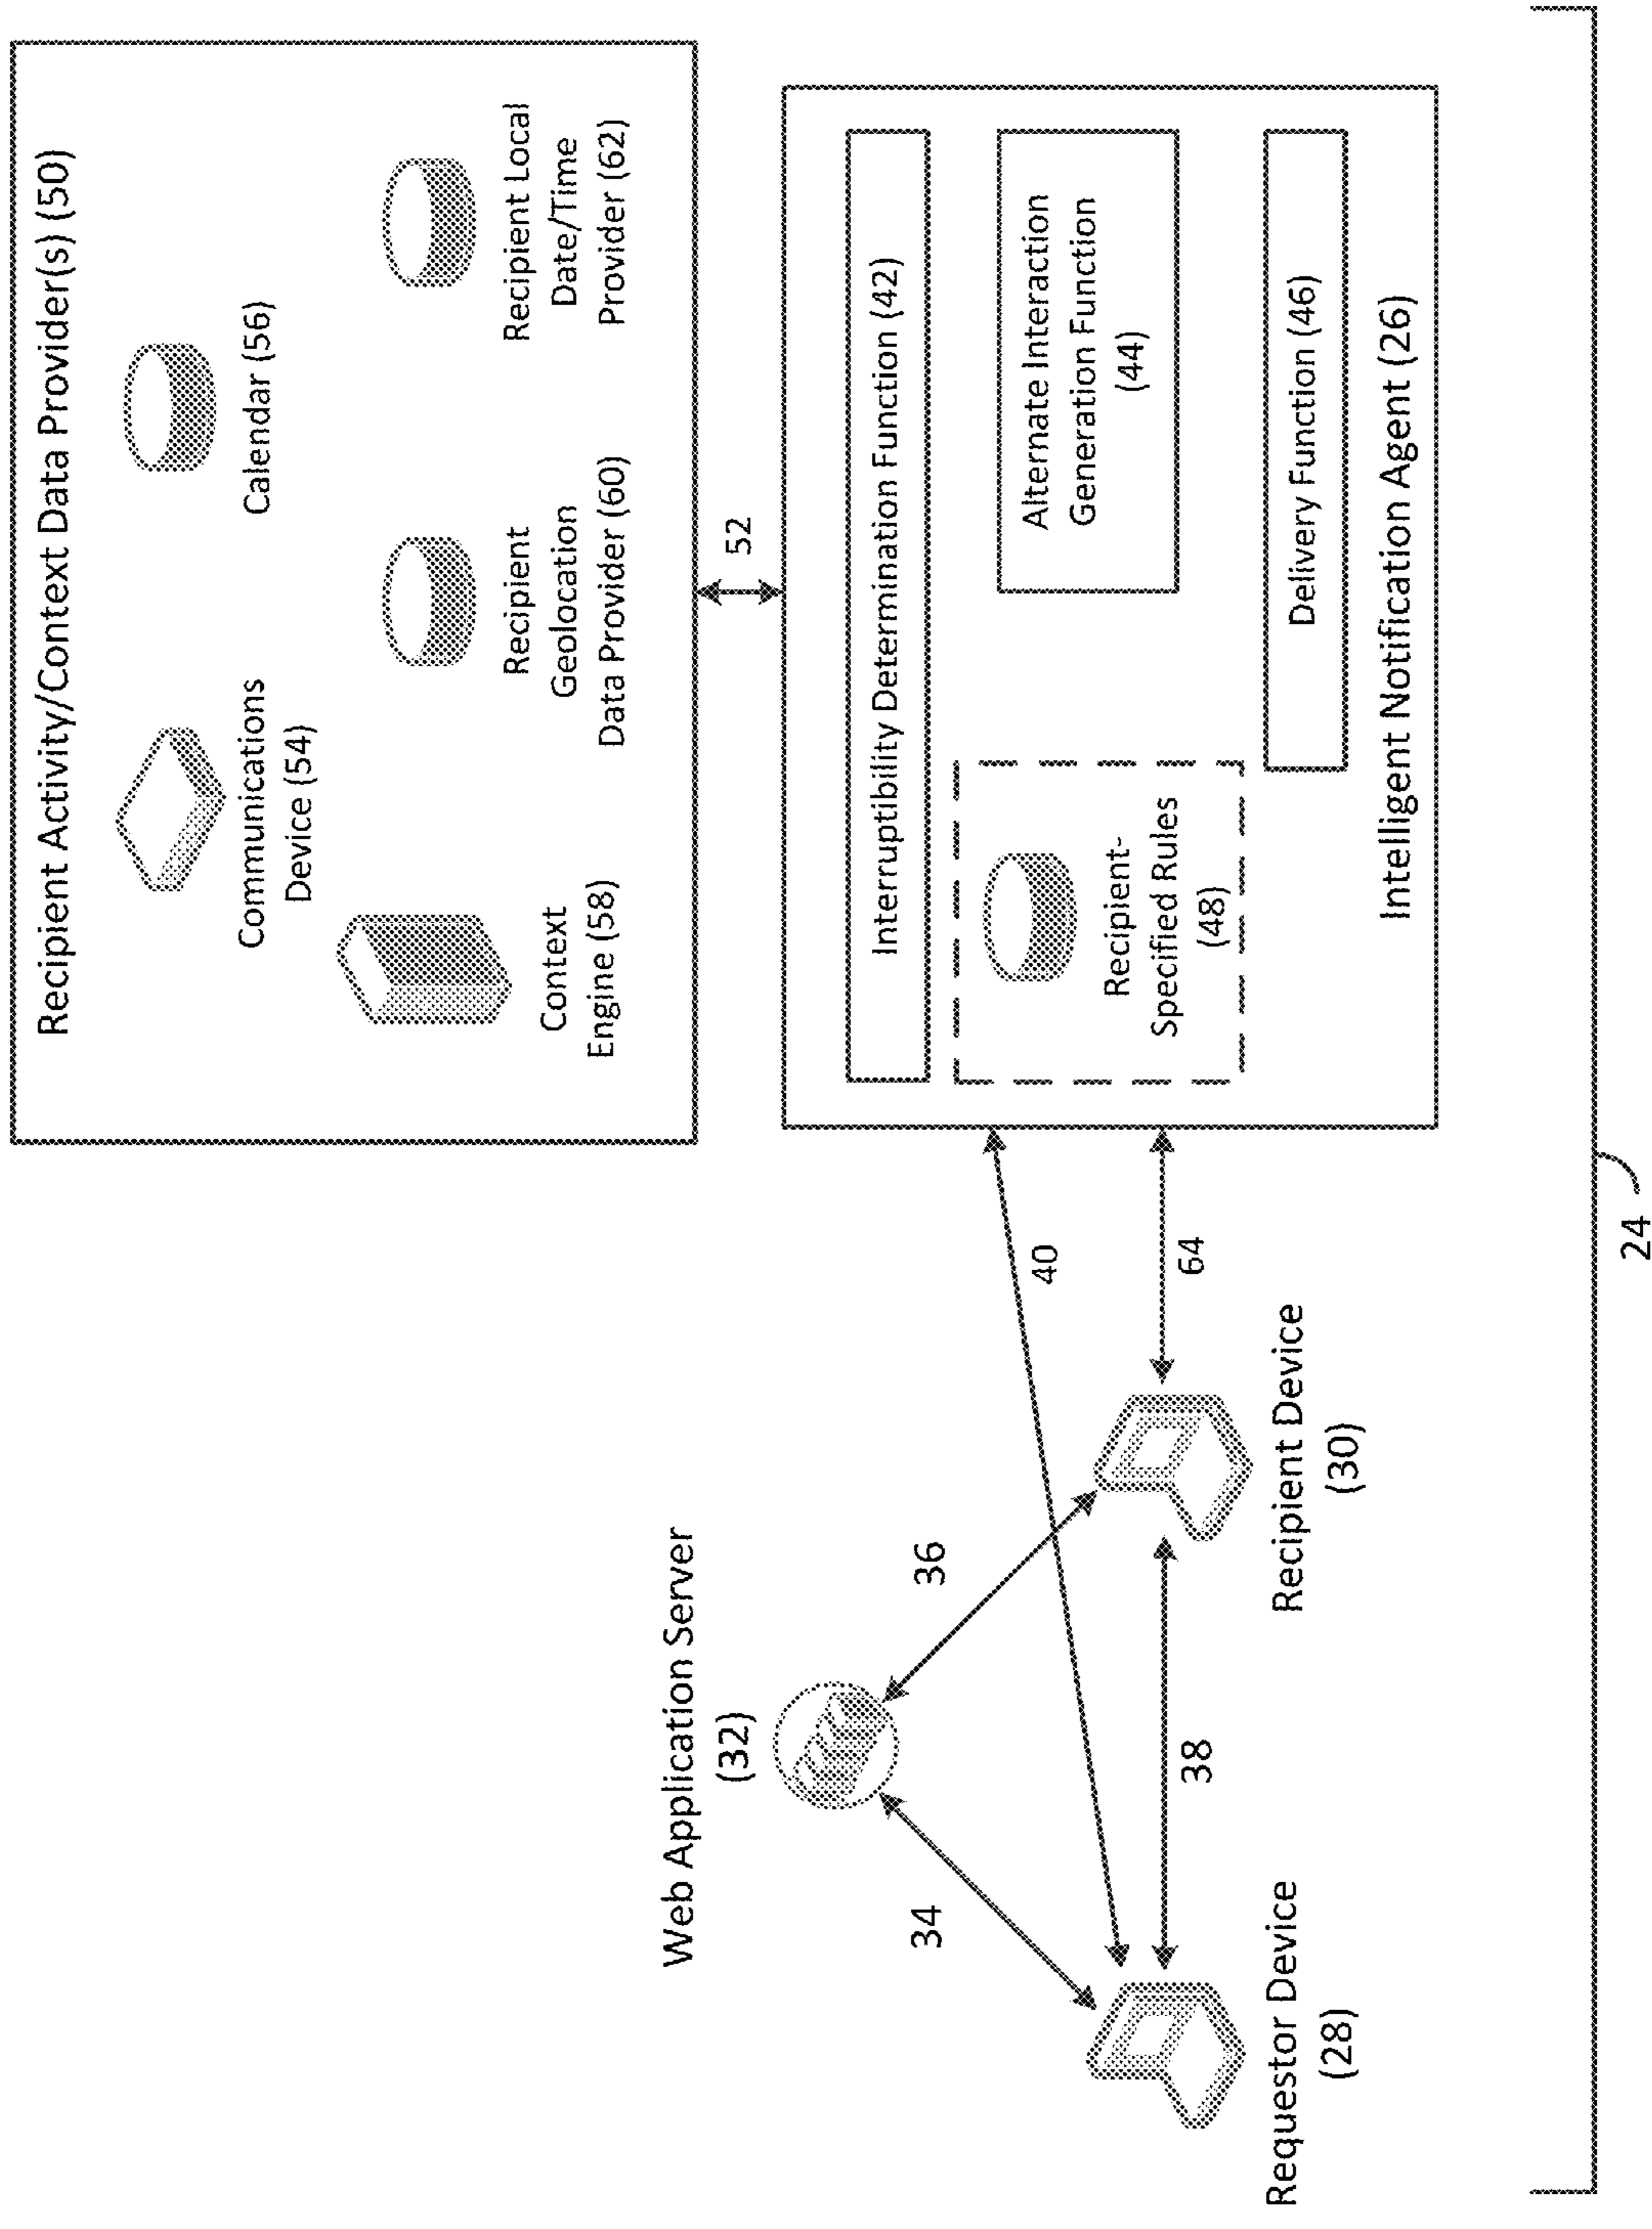 Recipient Activity/Context Data Provider(s) (50)
Communications
Device (54)
Calendar (56)
Context
Engine (58)
Recipient
Geolocation
Data Provider (60)
Recipient Local
Date/Time
Provider (62)
52
Web Application Server
(32)
34
36
38
40
64
Requestor Device
(28)
Recipient Device
(30)
Interruptibility Determination Function (42)
Recipient-
Specified Rules
(48)
Alternate Interaction
Generation Function
(44)
Delivery Function (46)
Intelligent Notification Agent (26)
24